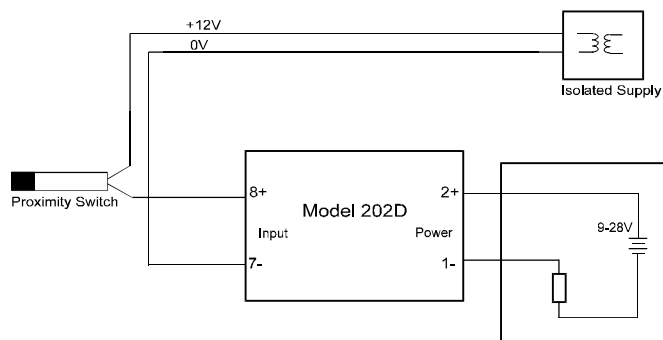 +12V
0V
Isolated Supply
Proximity Switch
8+ 2+
Model 202D
Input Power
7- 1-
9-28V